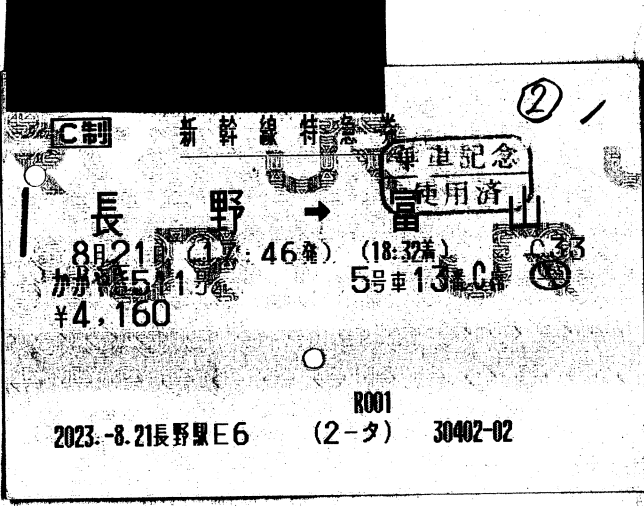 ②
C制 新幹線特急券
乗車記念
使用済
長野 ➡ 富山
8月21日 (17:46発) (18:32着) C33
かがやき511号 5号車13番C席
¥4,160
R001
2023.-8.21長野駅E6 (2-タ) 30402-02